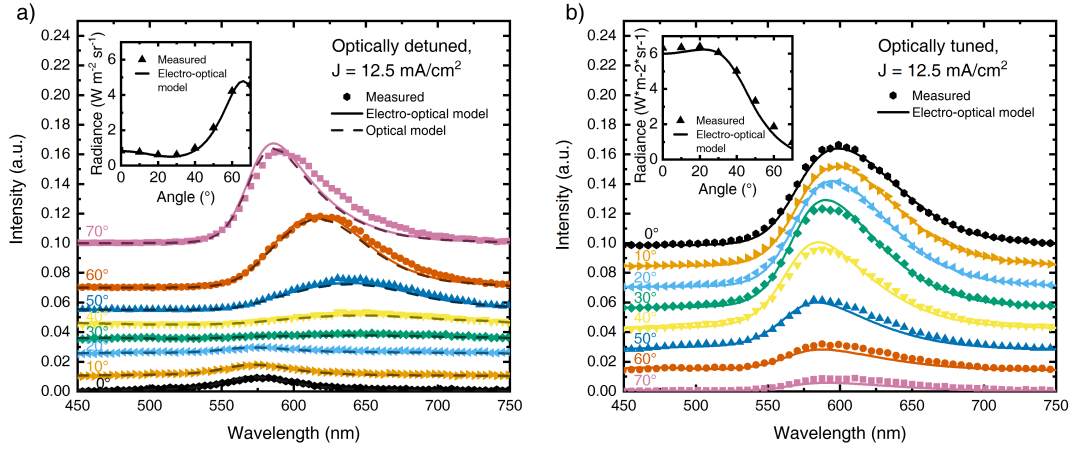 a)
Optically detuned,
J = 12.5 mA/cm²
Measured
Electro-optical model
Optical model
Intensity (a.u.)
0.24
0.22
0.20
0.18
0.16
0.14
0.12
0.10
0.08
0.06
0.04
0.02
0.00
70°
60°
50°
40°
30°
20°
10°
0°
450
500
550
600
650
700
750
Wavelength (nm)
Radiance (W m-2 sr⁻¹)
6
4
2
0
Measured
Electro-optical
model
0
20
40
60
Angle (°)
b)
Optically tuned,
J = 12.5 mA/cm²
Measured
Electro-optical model
Intensity (a.u.)
0.24
0.22
0.20
0.18
0.16
0.14
0.12
0.10
0.08
0.06
0.04
0.02
0.00
0°
10°
20°
30°
40°
50°
60°
70°
450
500
550
600
650
700
750
Wavelength (nm)
Radiance (W*m-2*sr-1)
6
4
2
0
Measured
Electro-optical
model
0
20
40
60
Angle (°)